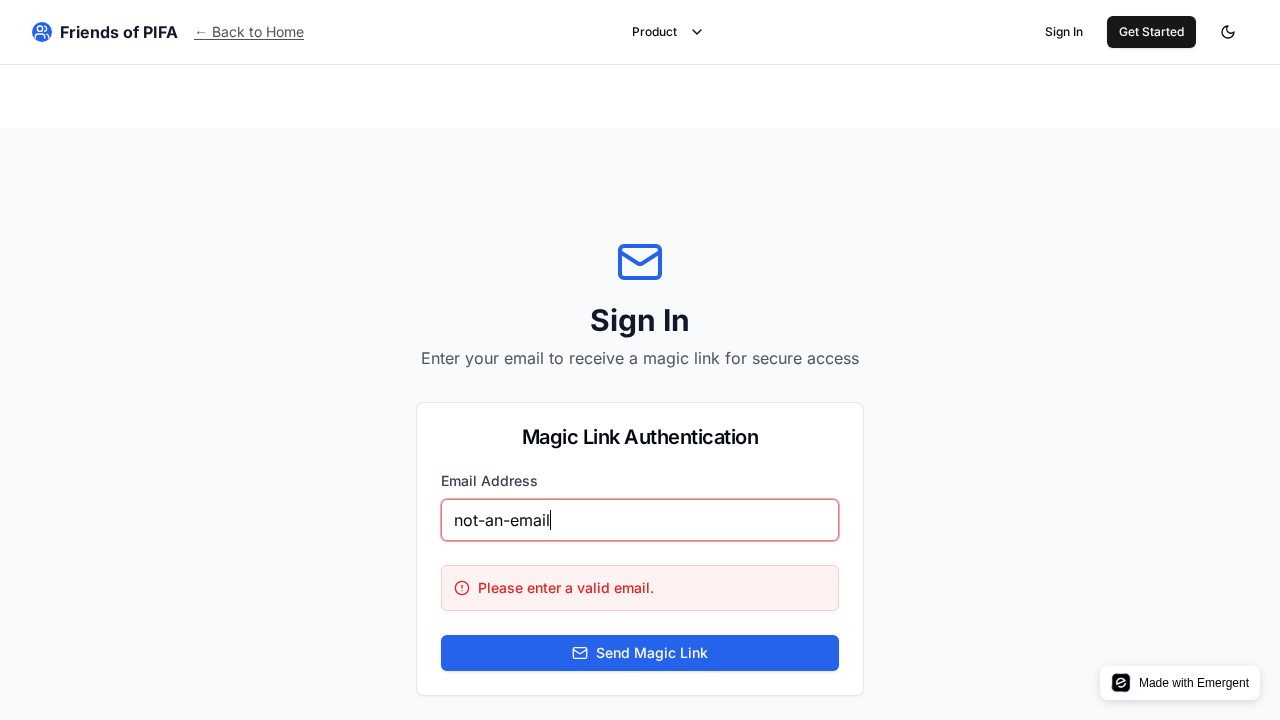 Friends of PIFA
← Back to Home
Product
Sign In
Get Started
Sign In
Enter your email to receive a magic link for secure access
Magic Link Authentication
Email Address
not-an-email
Please enter a valid email.
Send Magic Link
Made with Emergent